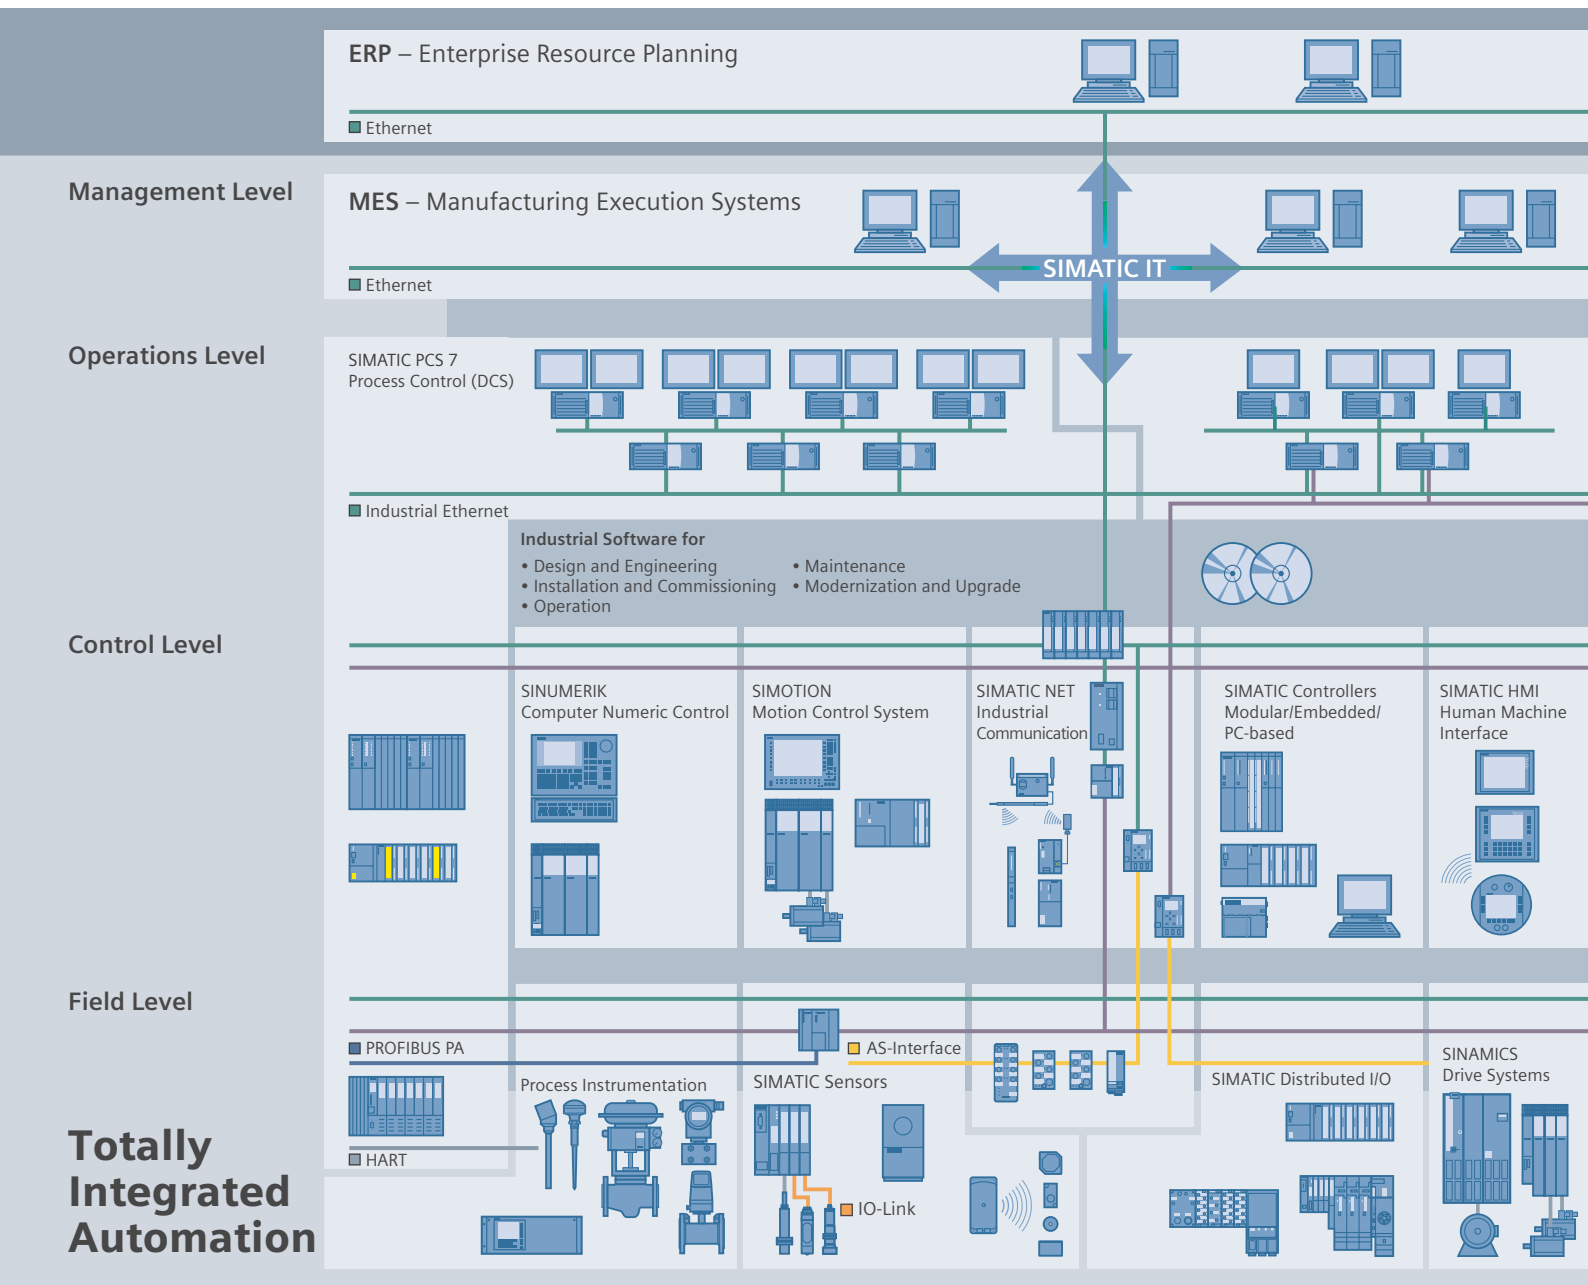 ERP – Enterprise Resource Planning
Ethernet
Management Level
MES – Manufacturing Execution Systems
SIMATIC IT
Ethernet
Operations Level
SIMATIC PCS 7
Process Control (DCS)
Industrial Ethernet
Industrial Software for
• Design and Engineering
• Installation and Commissioning
• Operation
• Maintenance
• Modernization and Upgrade
Control Level
SINUMERIK
Computer Numeric Control
SIMOTION
Motion Control System
SIMATIC NET
Industrial
Communication
SIMATIC Controllers
Modular/Embedded/
PC-based
SIMATIC HMI
Human Machine
Interface
Field Level
PROFIBUS PA
AS-Interface
Process Instrumentation
SIMATIC Sensors
SIMATIC Distributed I/O
SINAMICS
Drive Systems
HART
IO-Link
Totally
Integrated
Automation